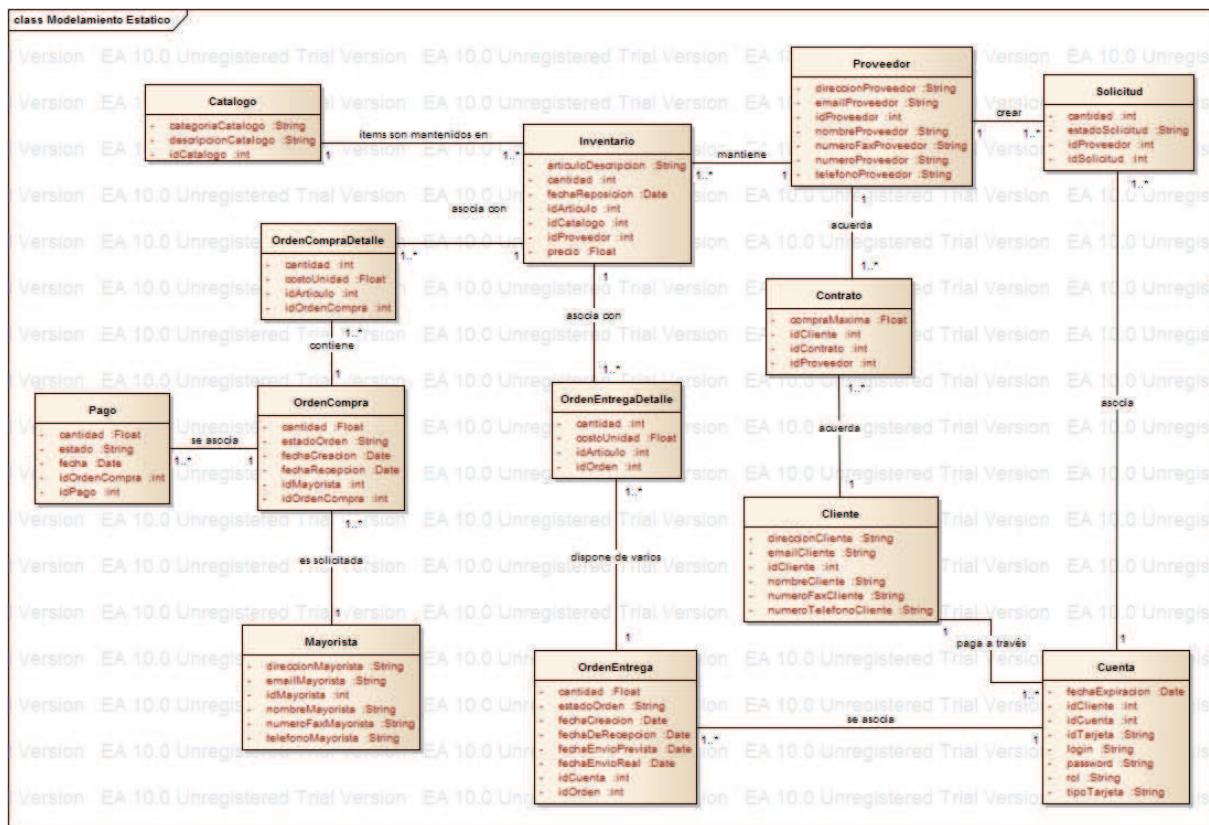 class Modelamiento Estatico
Catalogo
- categoriaCatalogo :String
- descripcionCatalogo :String
- idCatalogo :int
items son mantenidos en
1
1..*
Inventario
- articuloDescripcion :String
- cantidad :int
- fechaReposicion :Date
- idArticulo :int
- idCatalogo :int
- idProveedor :int
- precio :Float
mantiene
1..*
1
Proveedor
- direccionProveedor :String
- emailProveedor :String
- idProveedor :int
- nombreProveedor :String
- numeroFaxProveedor :String
- numeroProveedor :String
- telefonoProveedor :String
crear
1
1..*
Solicitud
- cantidad :int
- estadoSolicitud :String
- idProveedor :int
- idSolicitud :int
1..*
asocia
1
asocia con
1..*
1
OrdenCompraDetalle
- cantidad :int
- costoUnidad :Float
- idArticulo :int
- idOrdenCompra :int
1..*
contiene
1
1
asocia con
1..*
1
acuerda
1..*
Contrato
- compraMaxima :Float
- idCliente :int
- idContrato :int
- idProveedor :int
1..*
acuerda
1
Pago
- cantidad :Float
- estado :String
- fecha :Date
- idOrdenCompra :int
- idPago :int
se asocia
1..*
1
OrdenCompra
- cantidad :Float
- estadoOrden :String
- fechaCreacion :Date
- fechaRecepcion :Date
- idMayorista :int
- idOrdenCompra :int
1..*
es solicitada
1
OrdenEntregaDetalle
- cantidad :int
- costoUnidad :Float
- idArticulo :int
- idOrden :int
1..*
dispone de varios
1
Cliente
- direccionCliente :String
- emailCliente :String
- idCliente :int
- nombreCliente :String
- numeroFaxCliente :String
- numeroTelefonoCliente :String
1
paga a través
1..*
Mayorista
- direccionMayorista :String
- emailMayorista :String
- idMayorista :int
- nombreMayorista :String
- numeroFaxMayorista :String
- telefonoMayorista :String
OrdenEntrega
- cantidad :Float
- estadoOrden :String
- fechaCreacion :Date
- fechaDeRecepcion :Date
- fechaEnvioPrevista :Date
- fechaEnvioReal :Date
- idCuenta :int
- idOrden :int
se asocia
1..*
1
Cuenta
- fechaExpiracion :Date
- idCliente :int
- idCuenta :int
- idTarjeta :String
- login :String
- password :String
- rol :String
- tipoTarjeta :String
EA 10.0 Unregistered Trial Version